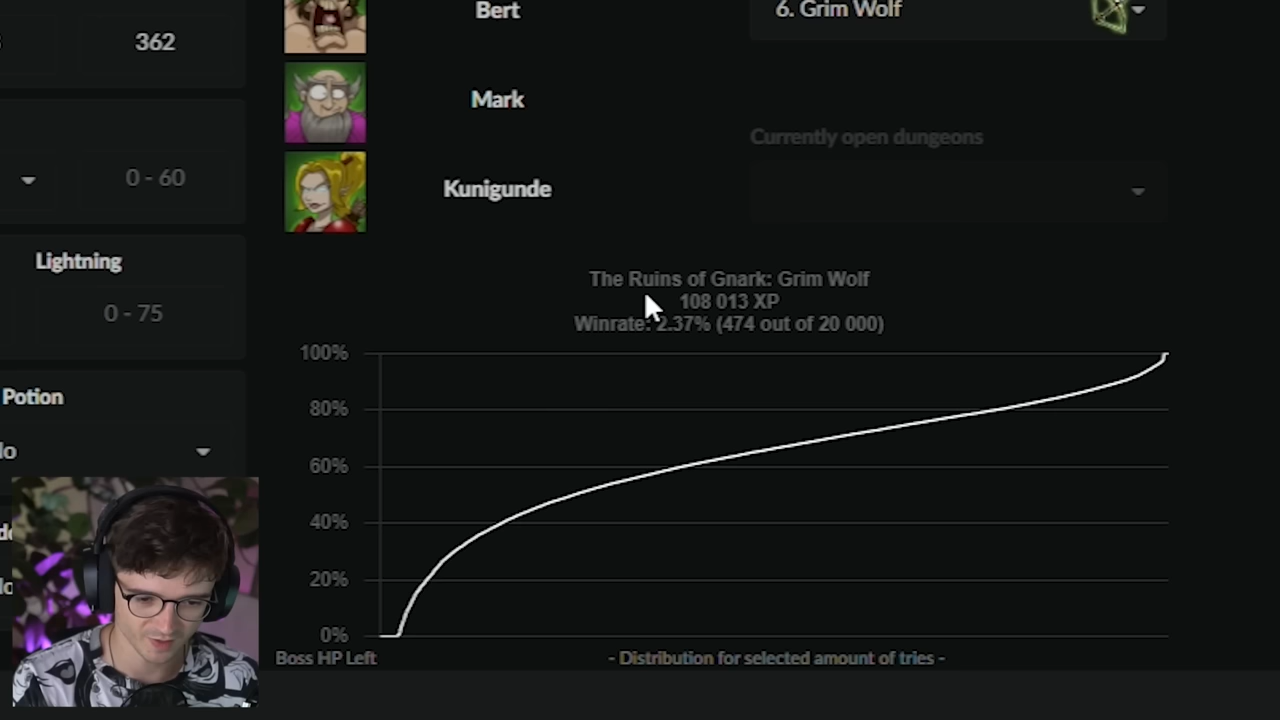 Bert
6. Grim Wolf
362
Mark
Currently open dungeons
0 - 60
Kunigunde
Lightning
0 - 75
The Ruins of Gnark: Grim Wolf
108 013 XP
Winrate: 2.37% (474 out of 20 000)
100%
80%
60%
40%
20%
0%
Potion
Boss HP Left
- Distribution for selected amount of tries -